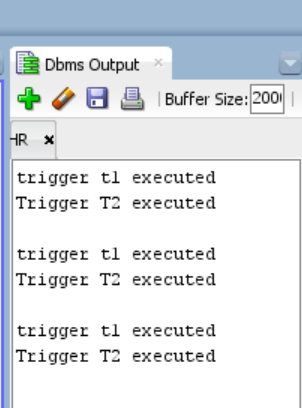 Dbms Output
Buffer Size: 200
HR
trigger t1 executed
Trigger T2 executed
trigger t1 executed
Trigger T2 executed
trigger t1 executed
Trigger T2 executed